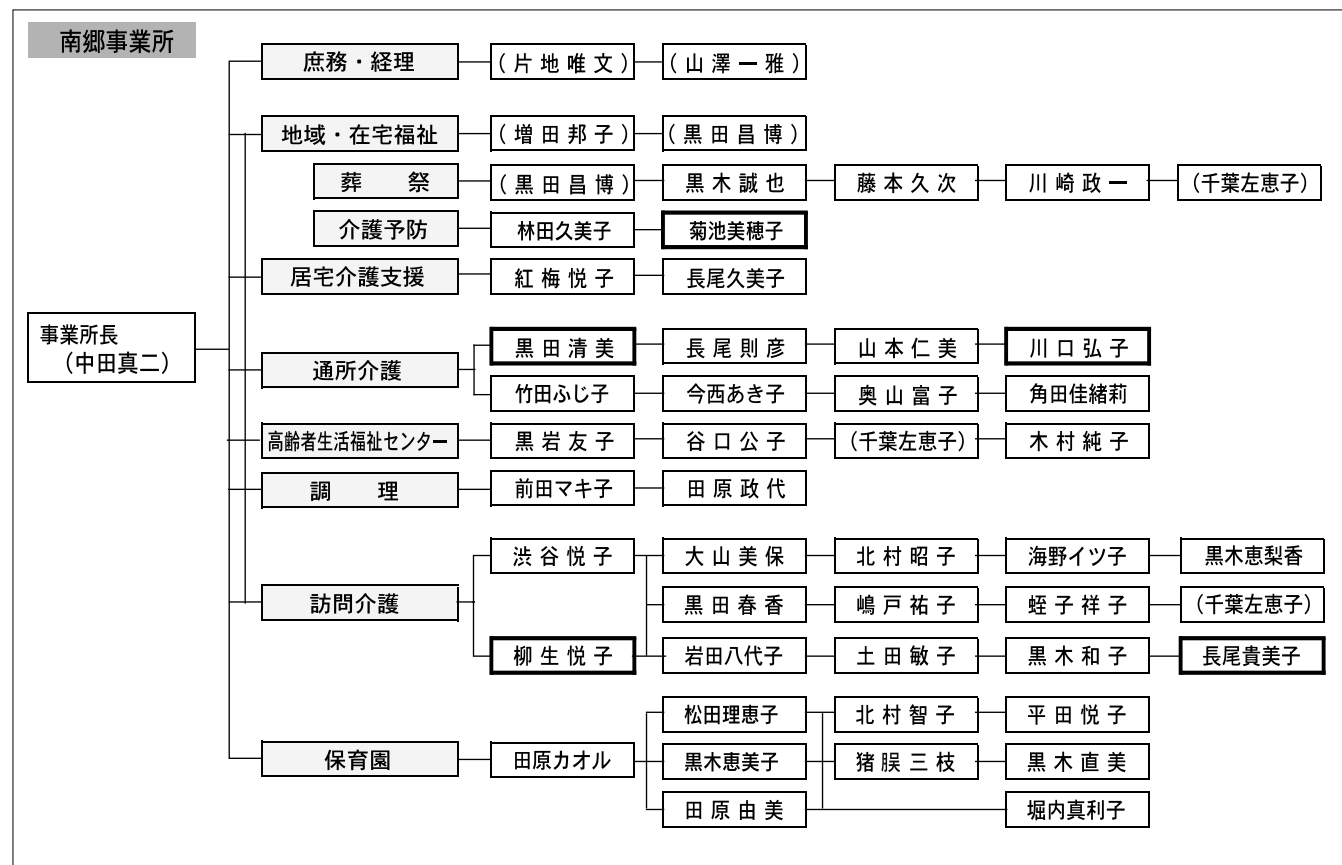 南郷事業所
庶務・経理 (片地唯文) (山澤一雅)
地域・在宅福祉 (増田邦子) (黒田昌博)
葬　祭 (黒田昌博) 黒木誠也 藤本久次 川崎政一 (千葉左恵子)
介護予防 林田久美子 菊池美穂子
居宅介護支援 紅梅悦子 長尾久美子
事業所長
(中田真二)
通所介護
黒田清美 長尾則彦 山本仁美 川口弘子
竹田ふじ子 今西あき子 奥山富子 角田佳緒莉
高齢者生活福祉センター 黒岩友子 谷口公子 (千葉左恵子) 木村純子
調　理 前田マキ子 田原政代
訪問介護
渋谷悦子 大山美保 北村昭子 海野イツ子 黒木恵梨香
黒田春香 嶋戸祐子 蛭子祥子 (千葉左恵子)
柳生悦子 岩田八代子 土田敏子 黒木和子 長尾貴美子
松田理恵子 北村智子 平田悦子
保育園 田原カオル 黒木恵美子 猪股三枝 黒木直美
田原由美 堀内真利子